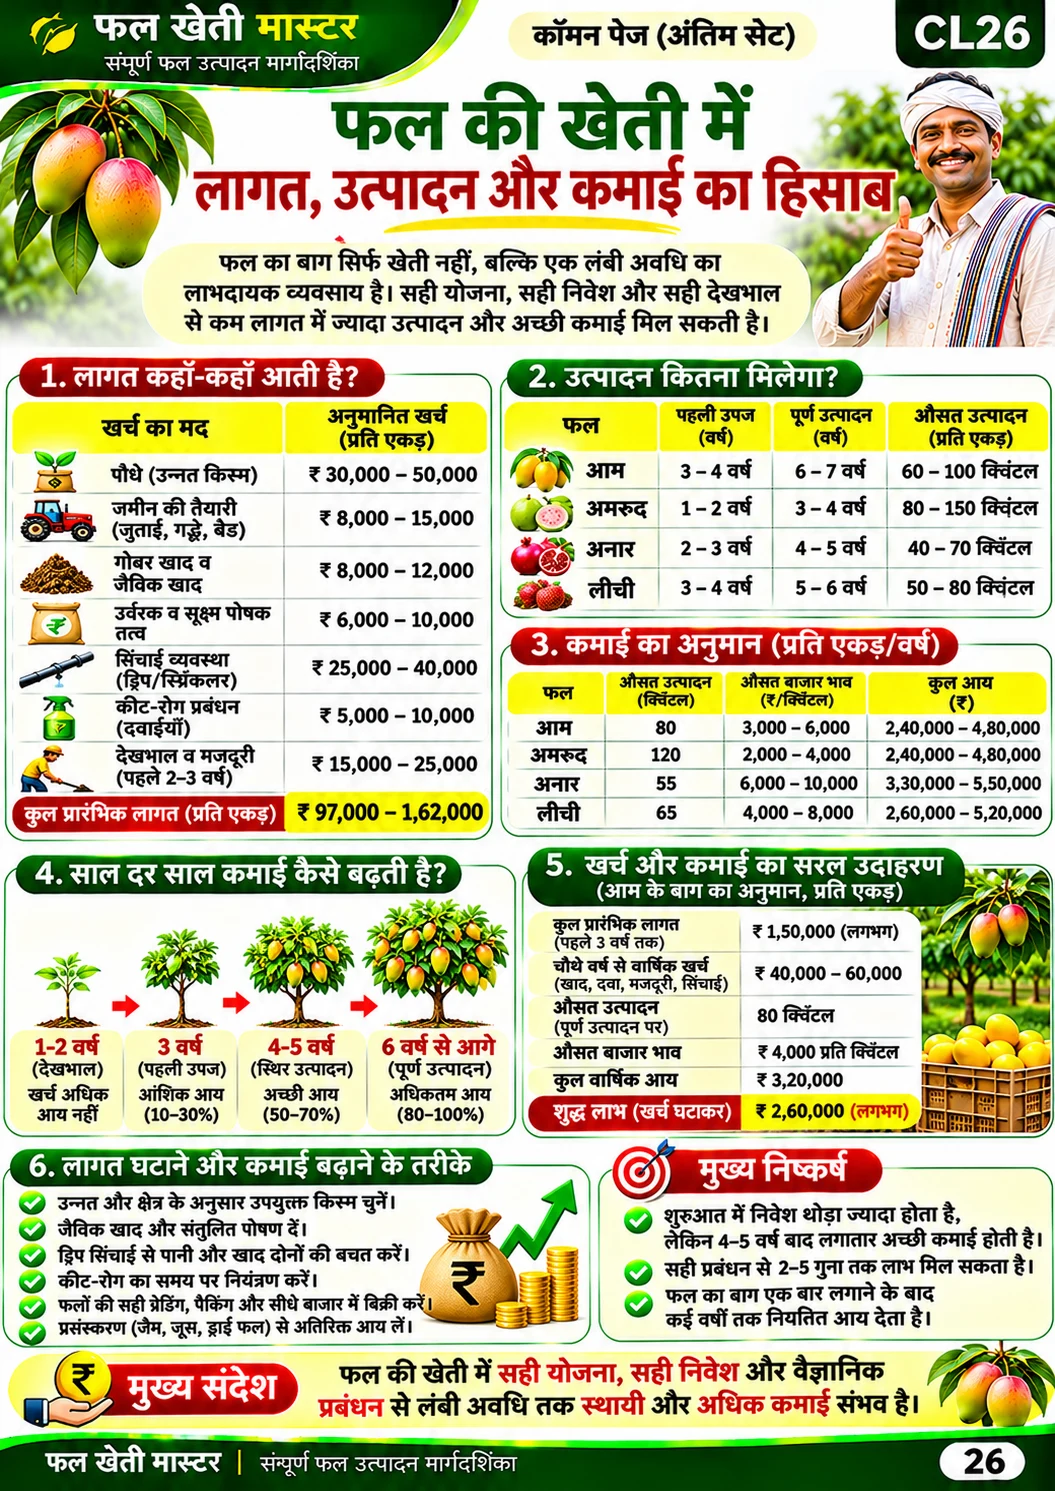 फल खेती मास्टर
संपूर्ण फल उत्पादन मार्गादशिंका
कॉमन पेज (अंतिम सेट)
CL26
फल की खेती में
लागत, उत्पादन और कमाई का हिसाब
फल का बाग सिर्फ खेती नहीं, बल्कि एक लंबी अवधि का
लाभदायक व्यवसाय है। सही योजना, सही निवेश और सही देखभाल
से कम लागत में ज्यादा उत्पादन और अच्छी कमाई मिल सकती है।
1. लागत कहाॅ-कहाॅ आती है?
खर्च का मद
अनुमानित खर्च
(प्रति एकड़)
पौधे (उन्नत किस्म) ₹ 30,000 – 50,000
जमीन की तैयारी
(जुताई, गड्ढे, बैड) ₹ 8,000 – 15,000
गोबर खाद व
जैविक खाद ₹ 8,000 – 12,000
उर्वरक व सूक्ष्म पोषक
तत्व ₹ 6,000 – 10,000
सिंचाई व्यवस्था
(ड्रिप/स्प्रिंकलर) ₹ 25,000 – 40,000
कीट-रोग प्रबंधन
(दवाईयाँ) ₹ 5,000 – 10,000
देखभाल व मजदूरी
(पहले 2–3 वर्ष) ₹ 15,000 – 25,000
कुल प्रारंभिक लागत (प्रति एकड़) ₹ 97,000 – 1,62,000
2. उत्पादन कितना मिलेगा?
फल
पहली उपज
(वर्ष)
पूर्ण उत्पादन
(वर्ष)
औसत उत्पादन
(प्रति एकड़)
आम 3 – 4 वर्ष 6 – 7 वर्ष 60 – 100 क्विंटल
अमरुद 1 – 2 वर्ष 3 – 4 वर्ष 80 – 150 क्विंटल
अनार 2 – 3 वर्ष 4 – 5 वर्ष 40 – 70 क्विंटल
लीची 3 – 4 वर्ष 5 – 6 वर्ष 50 – 80 क्विंटल
3. कमाई का अनुमान (प्रति एकड़/वर्ष)
फल
औसत उत्पादन
(क्विंटल)
औसत बाजार भाव
(₹/क्विंटल)
कुल आय
(₹)
आम 80 3,000 – 6,000 2,40,000 – 4,80,000
अमरुद 120 2,000 – 4,000 2,40,000 – 4,80,000
अनार 55 6,000 – 10,000 3,30,000 – 5,50,000
लीची 65 4,000 – 8,000 2,60,000 – 5,20,000
4. साल दर साल कमाई कैसे बढ़ती है?
1-2 वर्ष
(देखभाल)
खर्च अधिक
आय नहीं
3 वर्ष
(पहली उपज)
आंशिक आय
(10–30%)
4-5 वर्ष
(स्थिर उत्पादन)
अच्छी आय
(50–70%)
6 वर्ष से आगे
(पूर्ण उत्पादन)
अधिकतम आय
(80–100%)
5. खर्च और कमाई का सरल उदाहरण
(आम के बाग का अनुमान, प्रति एकड़)
कुल प्रारंभिक लागत
(पहले 3 वर्ष तक) ₹ 1,50,000 (लगभग)
चौथे वर्ष से वार्षिक खर्च
(खाद, दवा, मजदूरी, सिंचाई) ₹ 40,000 – 60,000
औसत उत्पादन
(पूर्ण उत्पादन पर) 80 क्विंटल
औसत बाजार भाव ₹ 4,000 प्रति क्विंटल
कुल वार्षिक आय ₹ 3,20,000
शुद्ध लाभ (खर्च घटाकर) ₹ 2,60,000 (लगभग)
6. लागत घटाने और कमाई बढ़ाने के तरीके
उन्नत और क्षेत्र के अनुसार उपयुक्त किस्म चुनें।
जैविक खाद और संतुलित पोषण दें।
ड्रिप सिंचाई से पानी और खाद दोनों की बचत करें।
कीट-रोग का समय पर नियंत्रण करें।
फलों की सही ग्रेडिंग, पैकिंग और सीधे बाजार में बिक्री करें।
प्रसंस्करण (जैम, जूस, ड्राई फल) से अतिरिक्त आय लें।
₹
मुख्य निष्कर्ष
शुरुआत में निवेश थोड़ा ज्यादा होता है,
लेकिन 4–5 वर्ष बाद लगातार अच्छी कमाई होती है।
सही प्रबंधन से 2–5 गुना तक लाभ मिल सकता है।
फल का बाग एक बार लगाने के बाद
कई वर्षी तक नियतित आय देता है।
₹
मुख्य संदेश
फल की खेती में सही योजना, सही निवेश और वैज्ञानिक
प्रबंधन से लंबी अवधि तक स्थायी और अधिक कमाई संभव है।
फल खेती मास्टर | संन्पूर्ण फल उत्पादन मार्गदशिंका
26